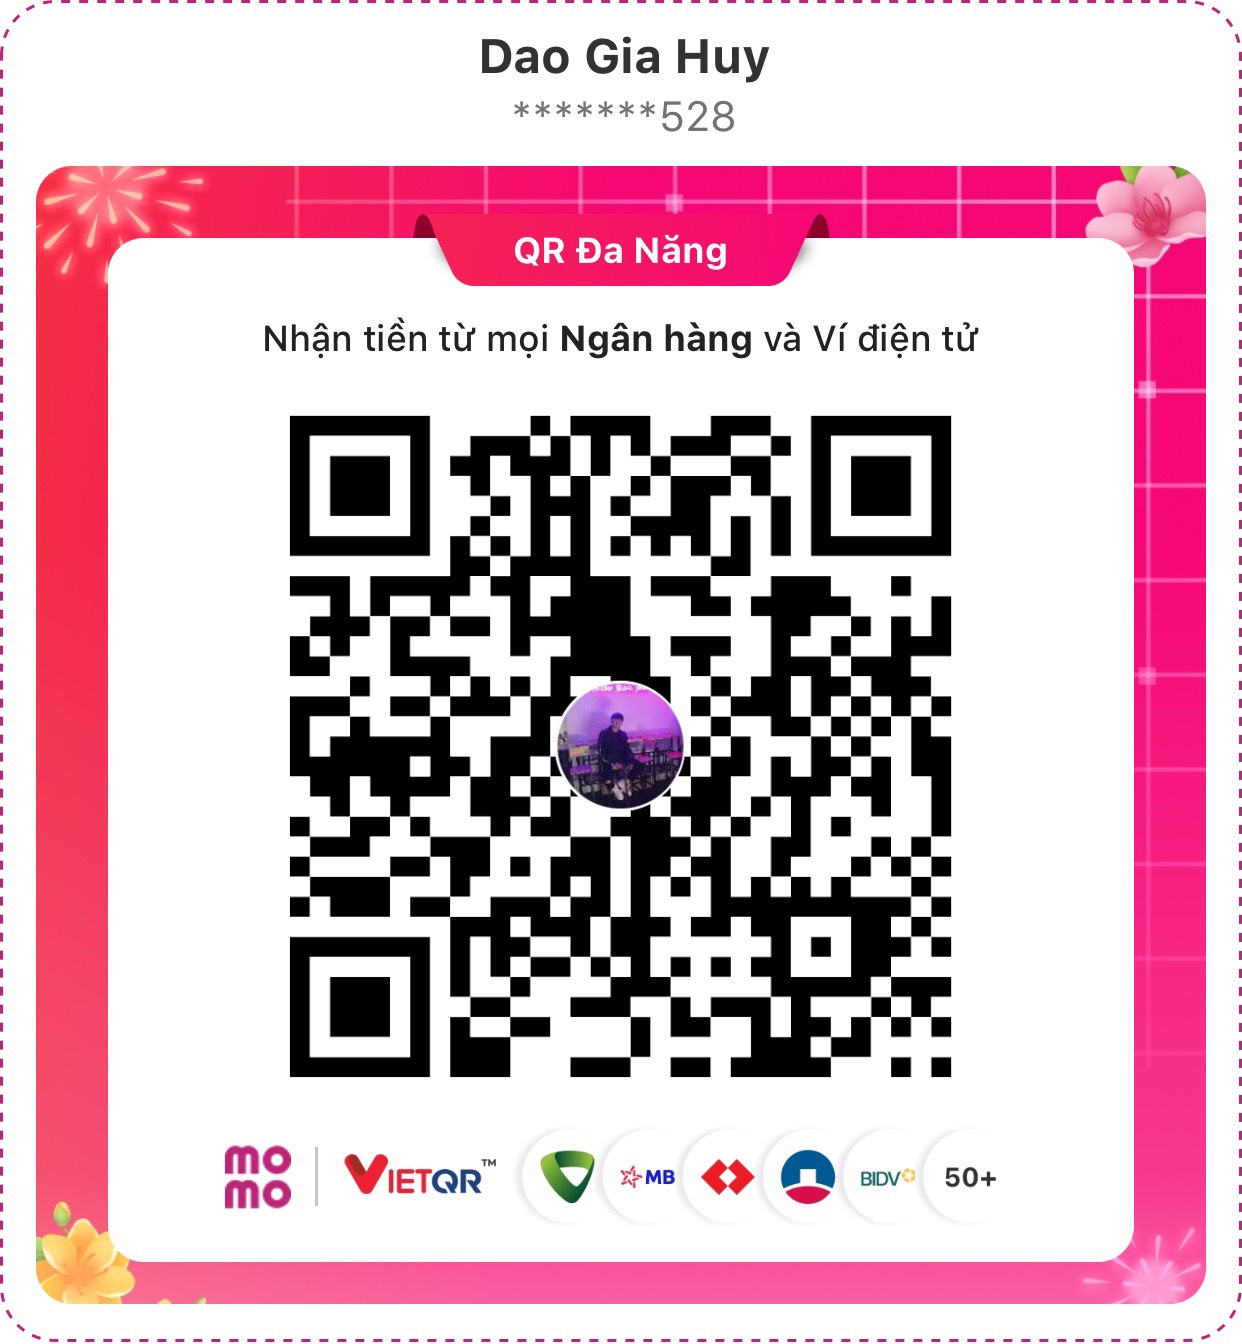 Dao Gia Huy
*******528
QR Đa Năng
Nhận tiền từ mọi Ngân hàng và Ví điện tử
mo mo VIETQR™ MB BIDV 50+